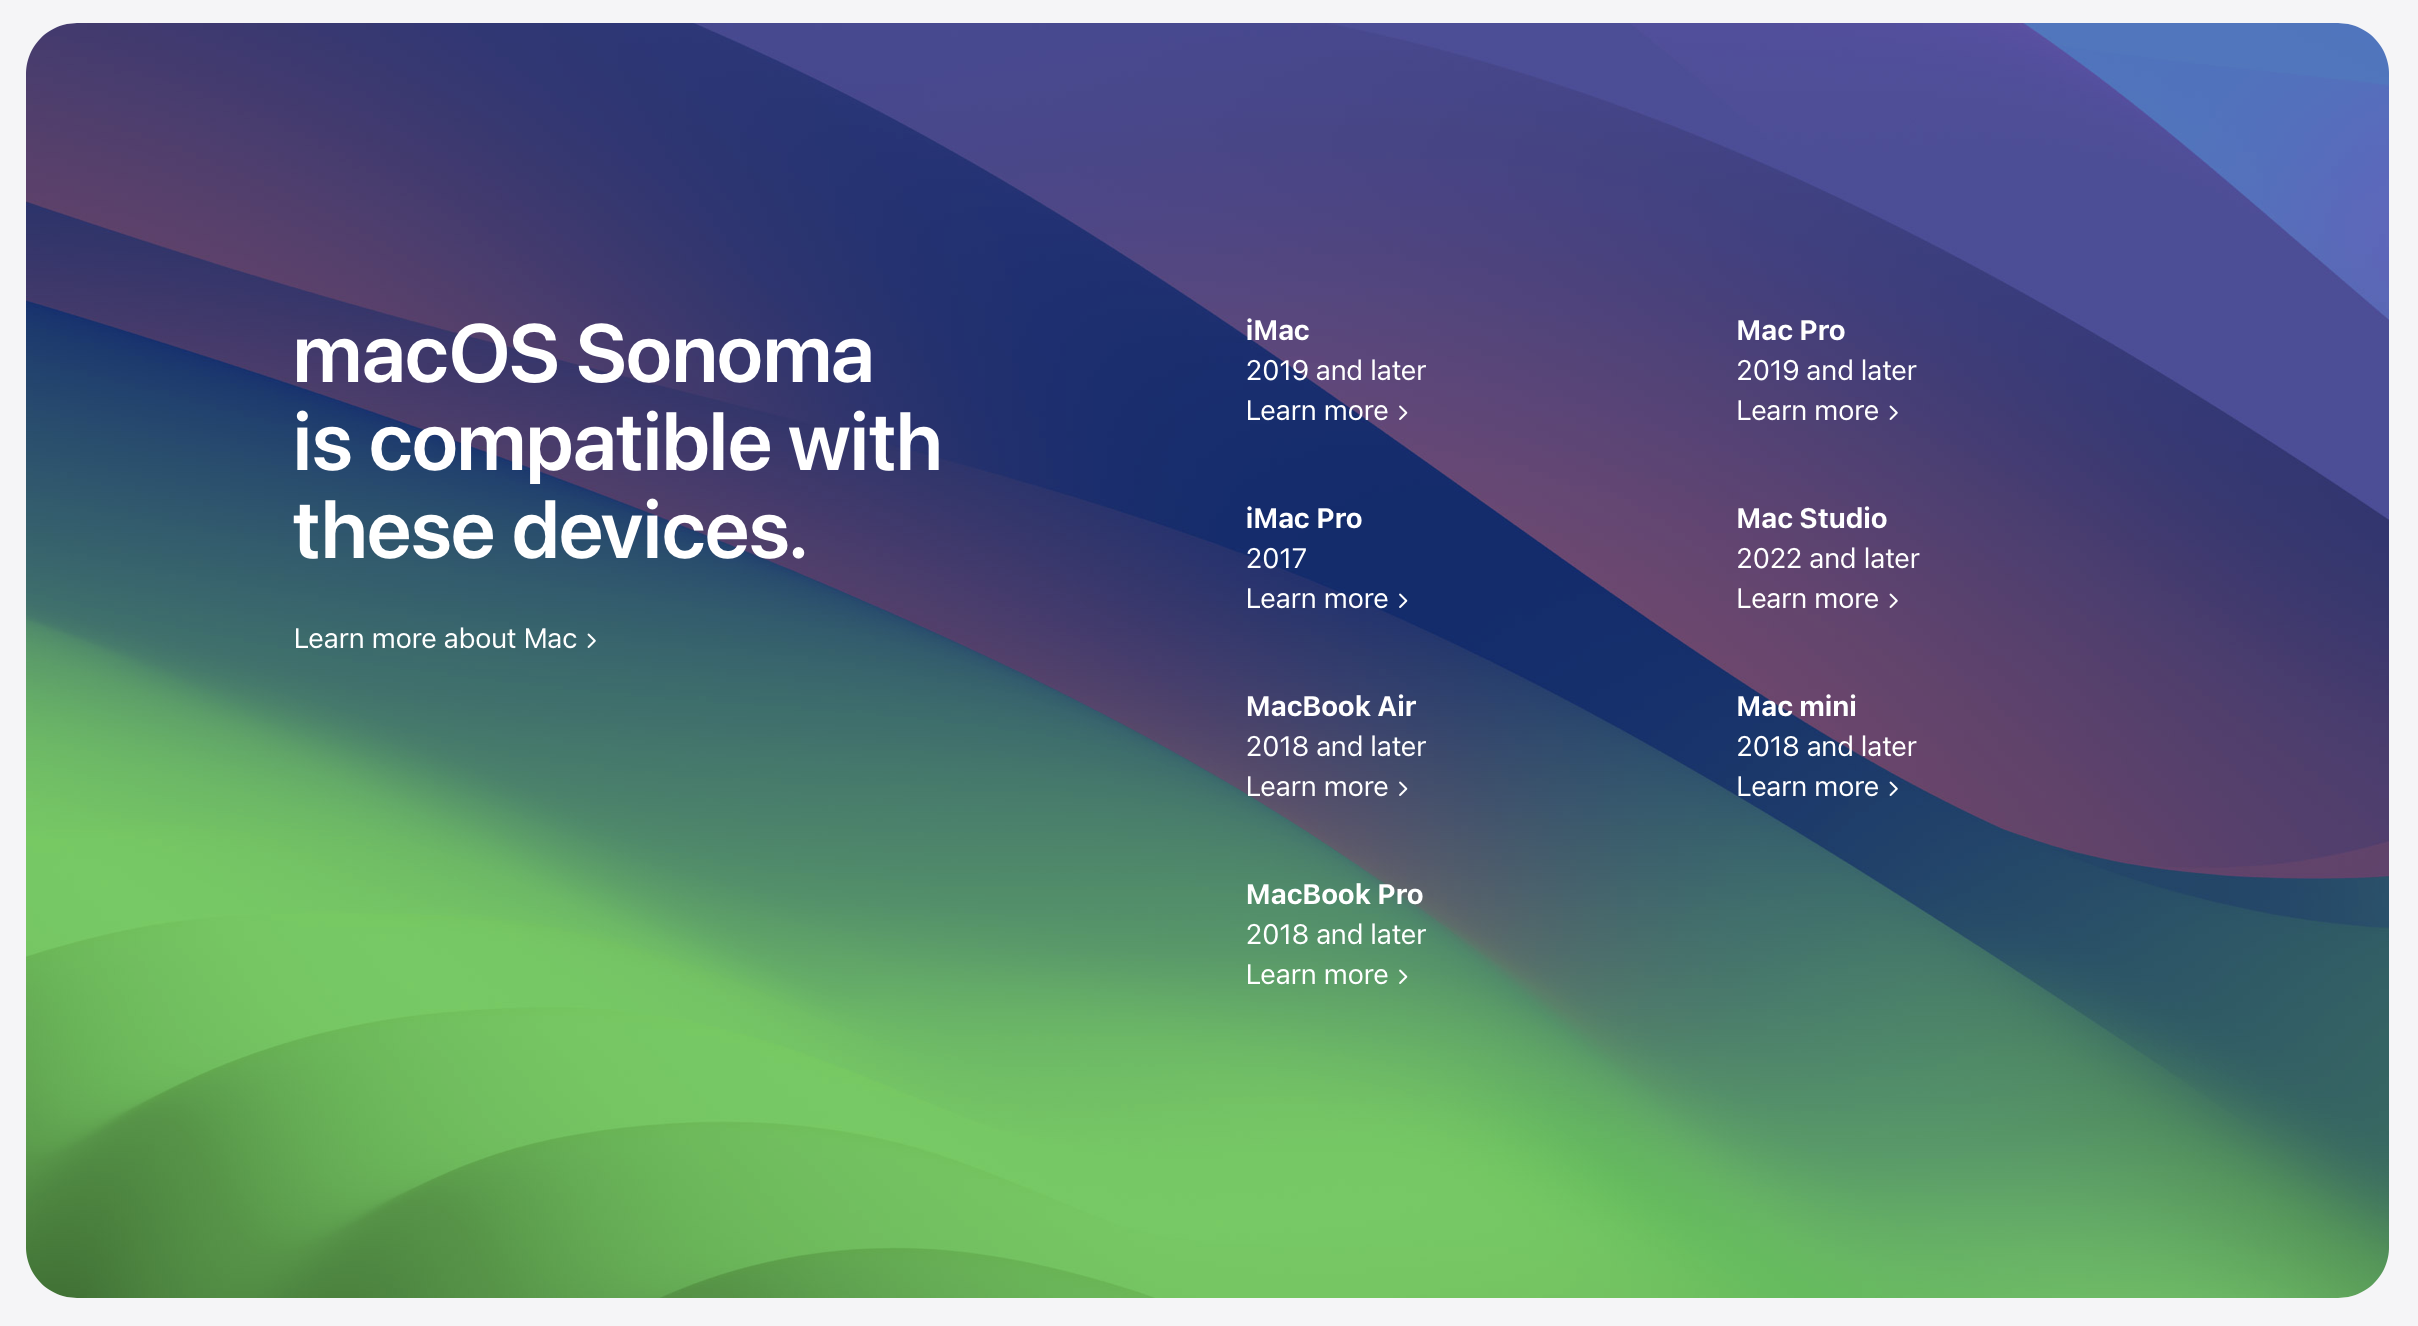 macOS Sonoma
is compatible with
these devices.
Learn more about Mac >
iMac
2019 and later
Learn more >
iMac Pro
2017
Learn more >
MacBook Air
2018 and later
Learn more >
MacBook Pro
2018 and later
Learn more >
Mac Pro
2019 and later
Learn more >
Mac Studio
2022 and later
Learn more >
Mac mini
2018 and later
Learn more >